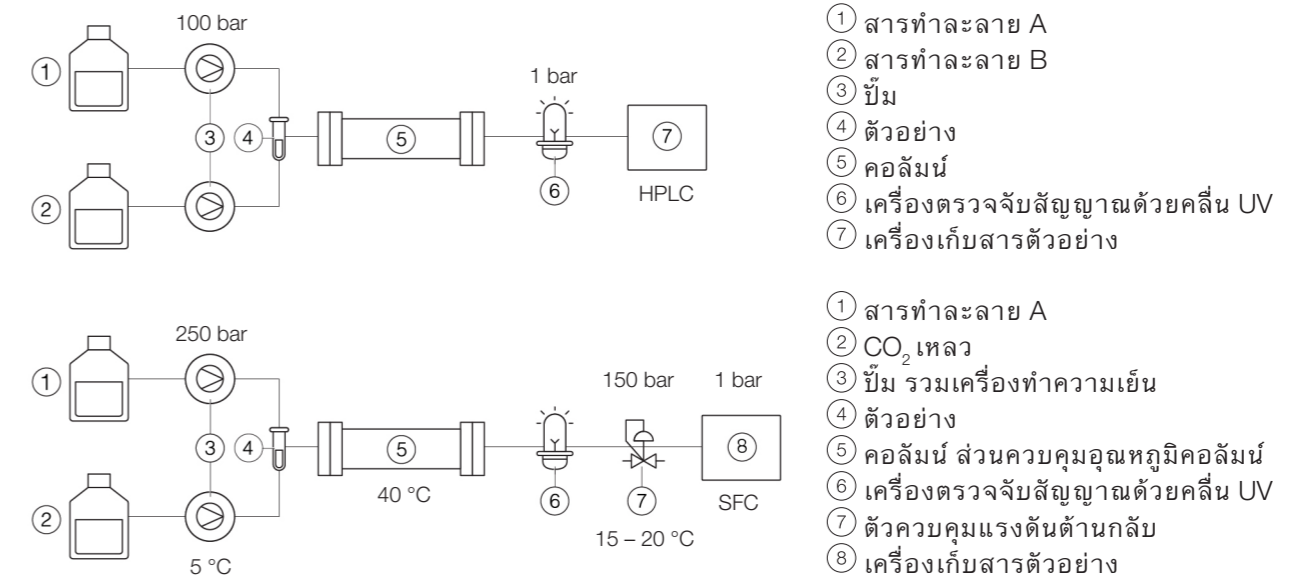 100 bar
1 bar
①
②
③
④
⑤
⑥
⑦
HPLC
① สารทำละลาย A
② สารทำละลาย B
③ ปั๊ม
④ ตัวอย่าง
⑤ คอลัมน์
⑥ เครื่องตรวจจับสัญญาณด้วยคลื่น UV
⑦ เครื่องเก็บสารตัวอย่าง
250 bar
150 bar
1 bar
①
②
③
④
⑤
⑥
⑦
⑧
40 °C
SFC
15 – 20 °C
5 °C
① สารทำละลาย A
② CO₂ เหลว
③ ปั๊ม รวมเครื่องทำความเย็น
④ ตัวอย่าง
⑤ คอลัมน์ ส่วนควบคุมอุณหภูมิคอลัมน์
⑥ เครื่องตรวจจับสัญญาณด้วยคลื่น UV
⑦ ตัวควบคุมแรงดันด้านกลับ
⑧ เครื่องเก็บสารตัวอย่าง